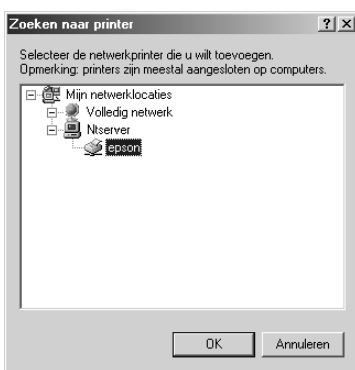 Zoeken naar printer
Selecteer de netwerkprinter die u wilt toevoegen.
Opmerking: printers zijn meestal aangesloten op computers.
Mijn netwerklocaties
Volledig netwerk
Ntserver
epson
OK Annuleren